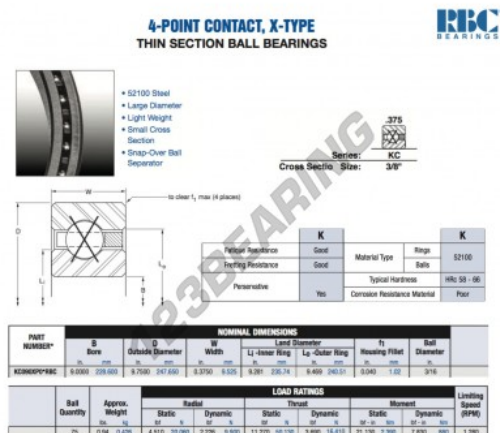 4-POINT CONTACT, X-TYPE
THIN SECTION BALL BEARINGS
RBC
BEARINGS
• 52100 Steel
• Large Diameter
• Light Weight
• Small Cross
Section
• Snap-Over Ball
Separator
.375
Series: KC
Cross Sectio Size: 3/8"
W
to clear f1 max (4 places)
D
B
123BEARING
K K
Fatigue Resistance Good Material Type Rings 52100
Fretting Resistance Good Balls
Perservative Yes Typical Hardness HRc 58 - 66
Corrosion Resistance Material Poor
PART
NUMBER*
NOMINAL DIMENSIONS
B
Bore
D
Outside Diameter
W
Width
Land Diameter
Li -Inner Ring Lo -Outer Ring
f1
Housing Fillet
Ball
Diameter
in. mm in. mm in. mm in. mm in. mm in. mm in.
KC090XP0*RBC 9.0000 228.600 9.7500 247.650 0.3750 9.525 9.281 235.74 9.469 240.51 0.040 1.02 3/16
LOAD RATINGS
Ball
Quantity
Approx.
Weight
Radial Thrust Moment
Limiting
Speed
(RPM)
Static Dynamic Static Dynamic Static Dynamic